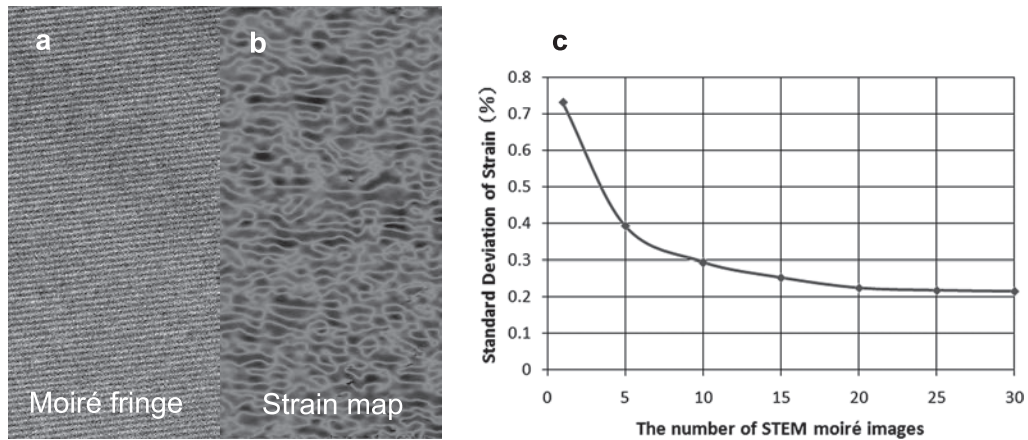 a
Moiré fringe
b
Strain map
c
Standard Deviation of Strain (%)
0.8
0.7
0.6
0.5
0.4
0.3
0.2
0.1
0
0 5 10 15 20 25 30
The number of STEM moiré images